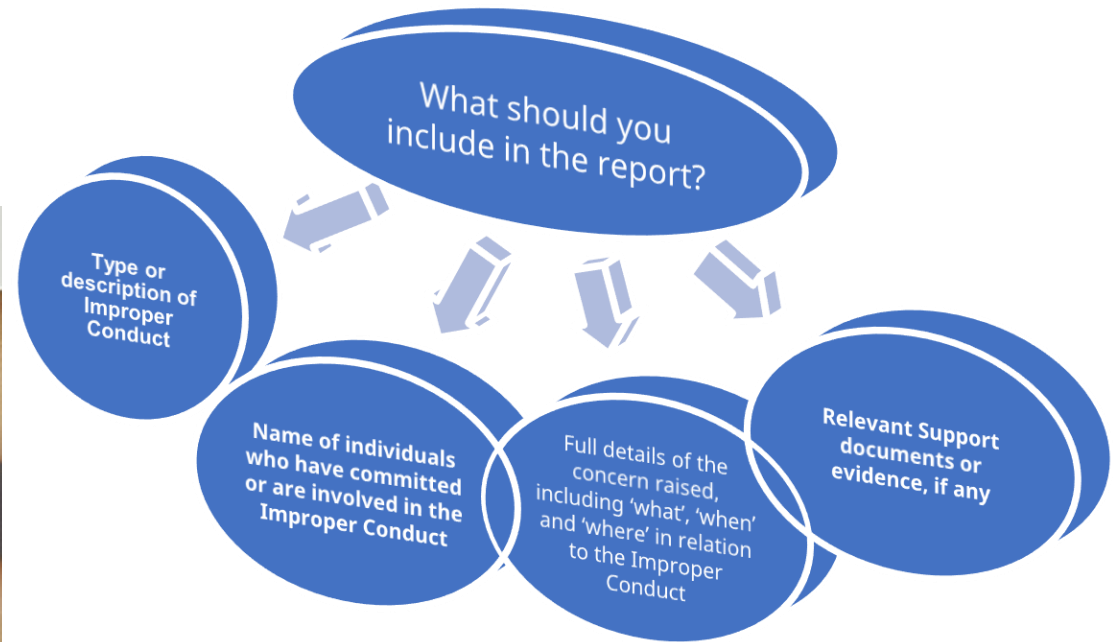 What should you
include in the report?
Type or
description of
Improper
Conduct
Name of individuals
who have committed
or are involved in the
Improper Conduct
Full details of the
concern raised,
including ‘what’, ‘when’
and ‘where’ in relation
to the Improper
Conduct
Relevant Support
documents or
evidence, if any